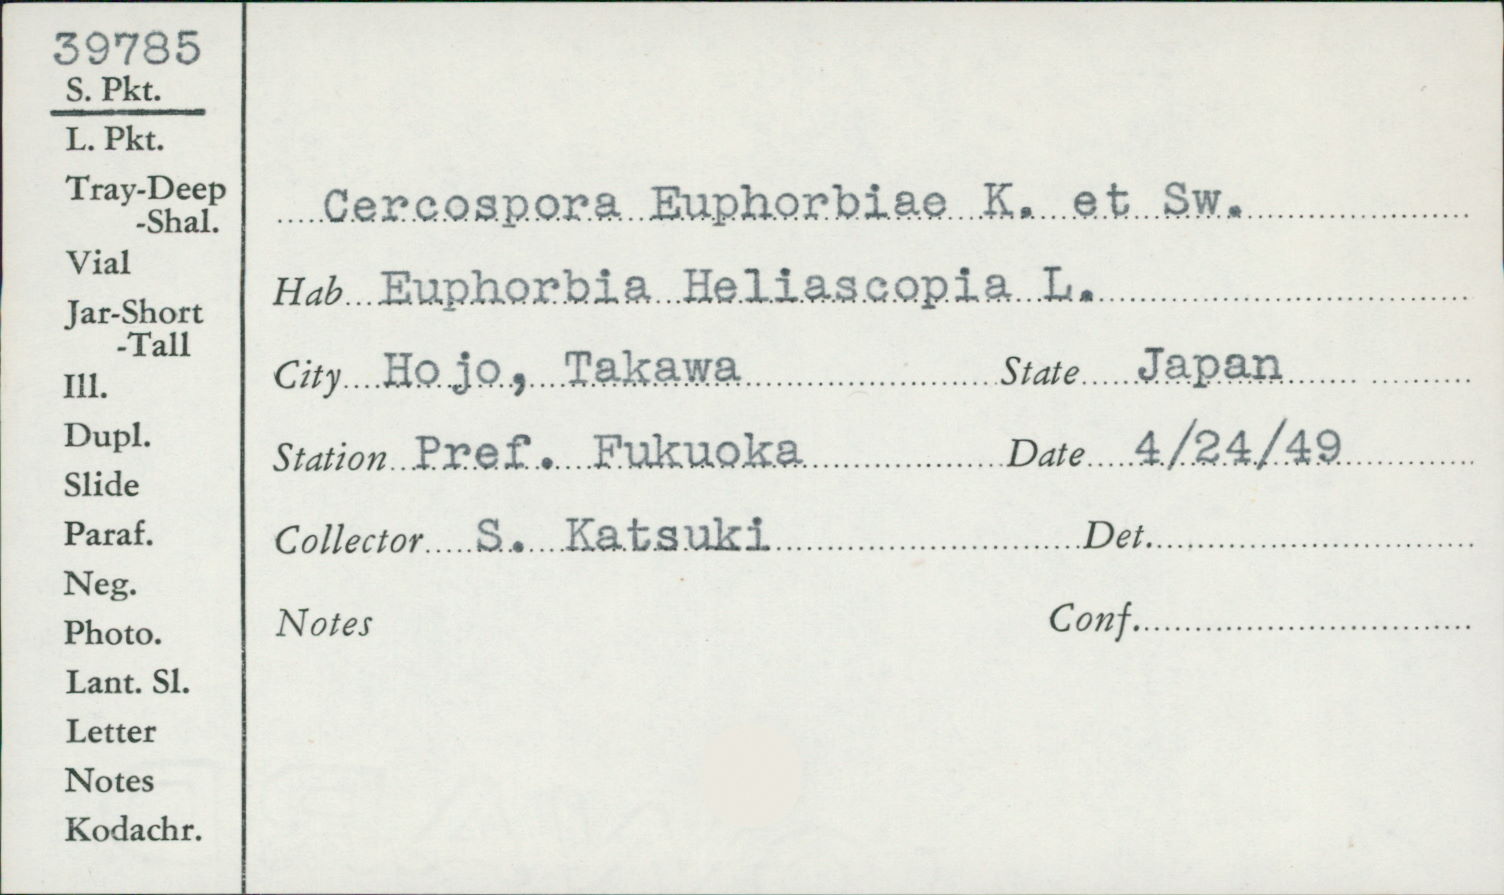 39785
S. Pkt.
L. Pkt.
Tray-Deep
-Shal.
Vial
Jar-Short
-Tall
Ill.
Dupl.
Slide
Paraf.
Neg.
Photo.
Lant. Sl.
Letter
Notes
Kodachr.
Cercospora Euphorbiae K. et Sw.
Hab Euphorbia Heliascopia L.
City Hojo, Takawa State Japan
Station Pref. Fukuoka Date 4/24/49
Collector S. Katsuki Det.
Notes Conf.